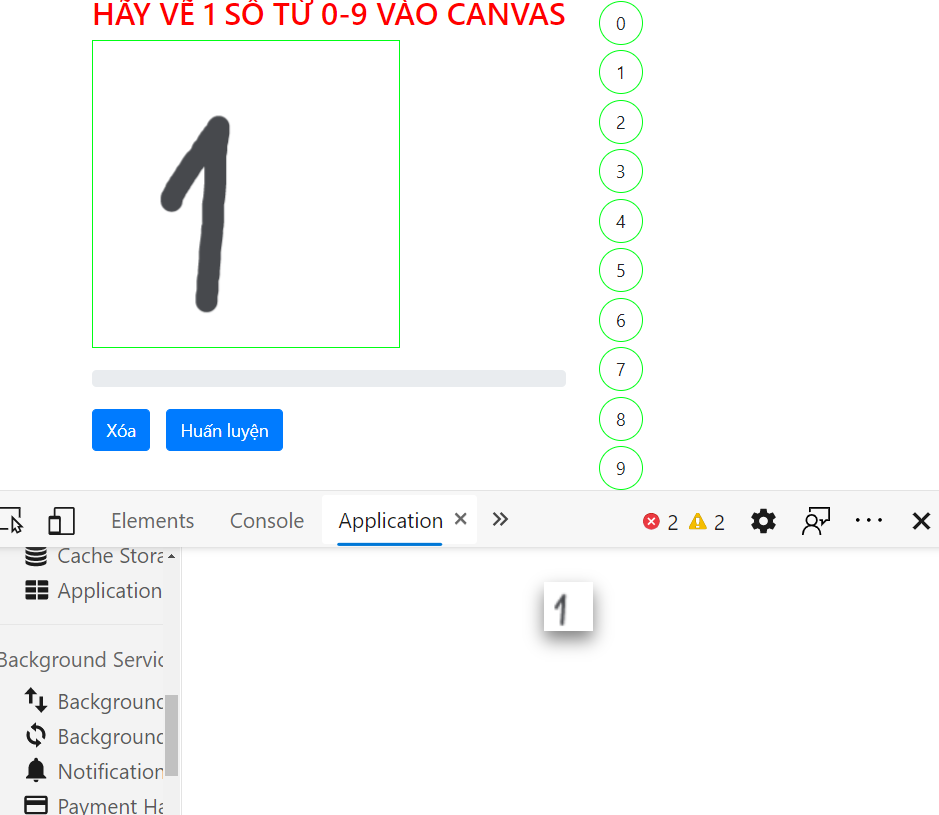 HÃY VẼ 1 SỐ TỪ 0-9 VÀO CANVAS
1
Xóa Huấn luyện
0
1
2
3
4
5
6
7
8
9
Elements Console Application 2 2
Cache Stora
Application
1
Background Servic
Background
Background
Notification
Payment Ha